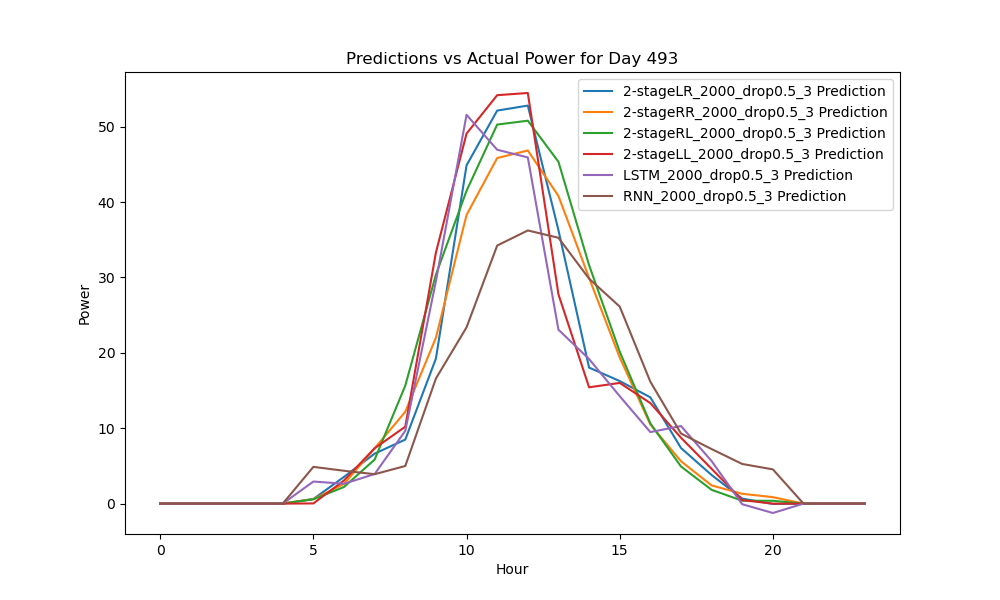 Predictions vs Actual Power for Day 493
2-stageLR_2000_drop0.5_3 Prediction
2-stageRR_2000_drop0.5_3 Prediction
2-stageRL_2000_drop0.5_3 Prediction
2-stageLL_2000_drop0.5_3 Prediction
LSTM_2000_drop0.5_3 Prediction
RNN_2000_drop0.5_3 Prediction
Power
50
40
30
20
10
0
0 5 10 15 20
Hour